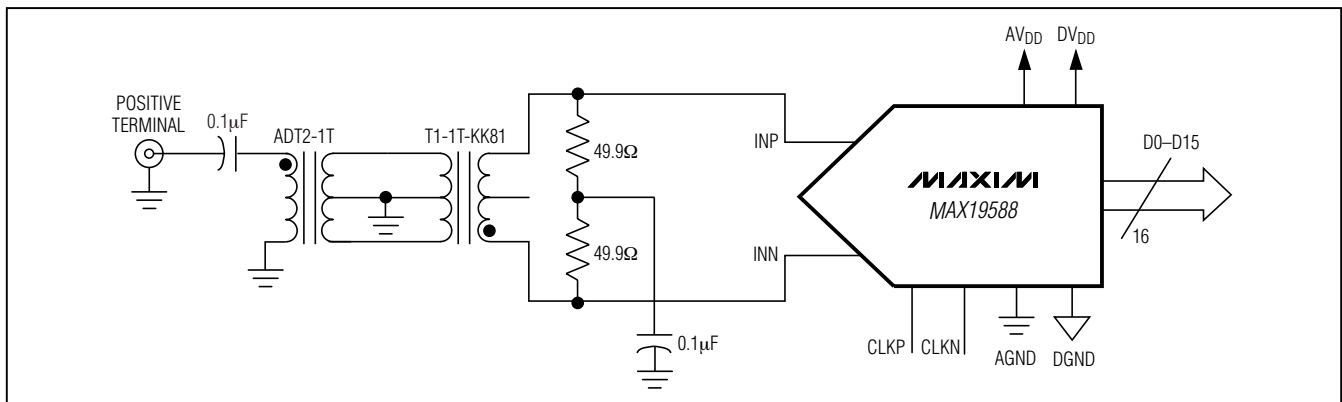 AVDD DVDD
POSITIVE
TERMINAL
0.1µF
ADT2-1T
T1-1T-KK81
49.9Ω
49.9Ω
0.1µF
INP
INN
MAXIM
MAX19588
D0–D15
16
CLKP CLKN
AGND
DGND